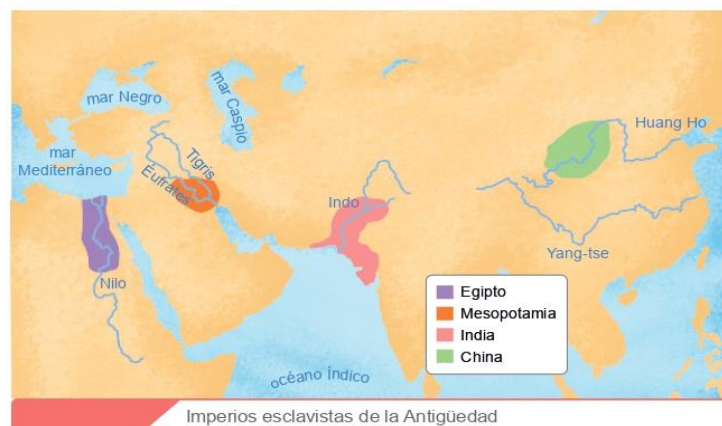 mar Negro
mar Caspio
mar
Mediterráneo
Tigris
Éufrates
Nilo
Indo
Huang Ho
Yang-tse
océano Índico
Egipto
Mesopotamia
India
China
Imperios esclavistas de la Antigüedad